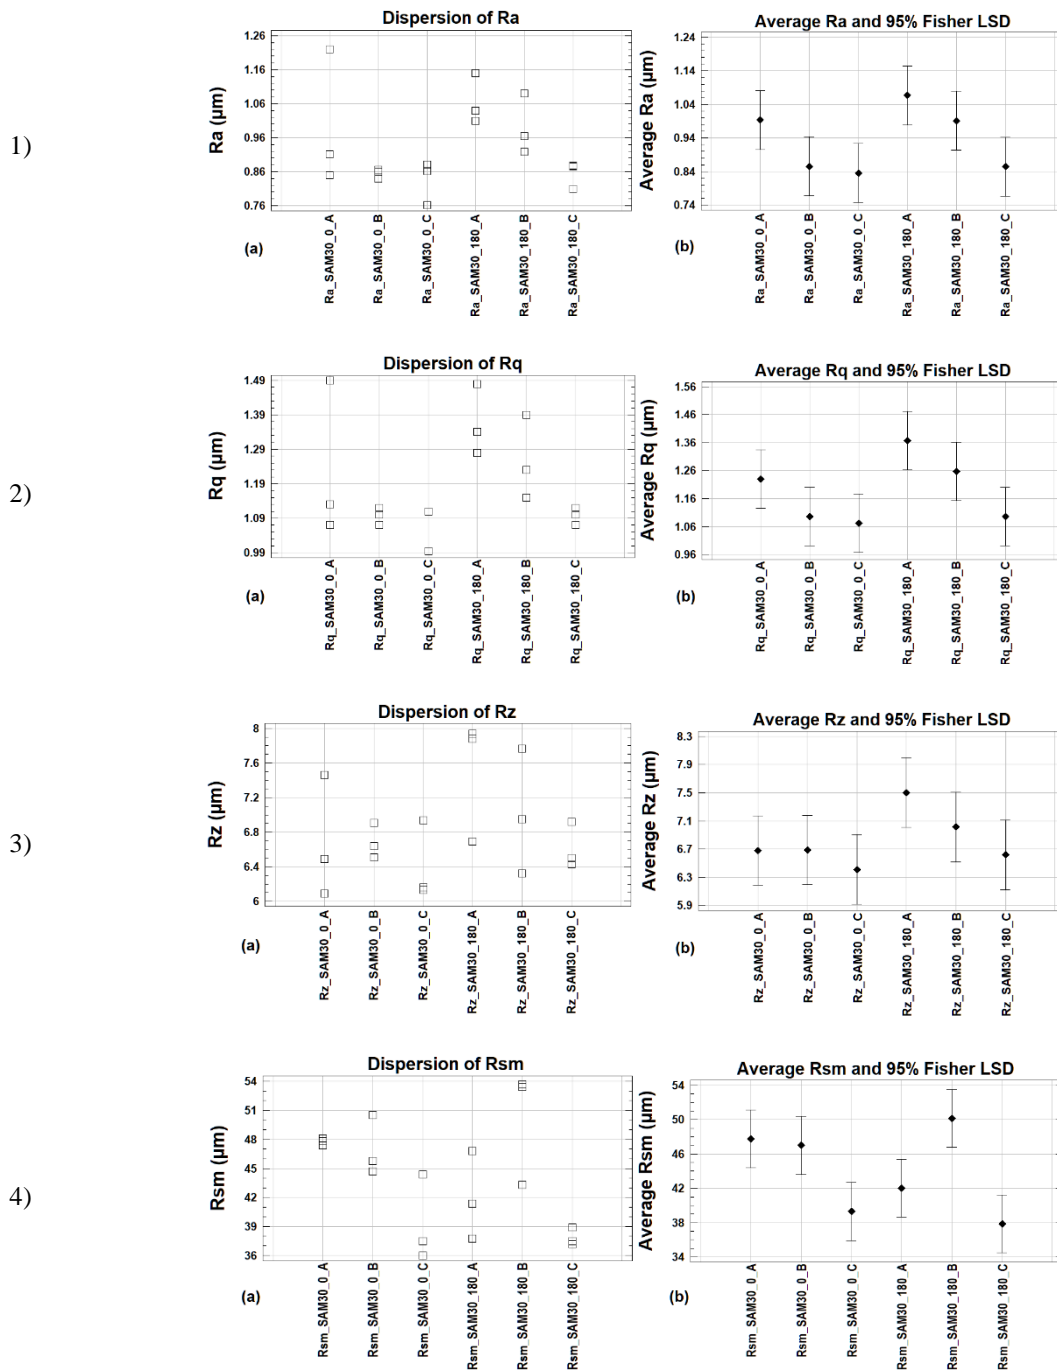 1)
Dispersion of Ra
Ra (µm)
1.26
1.16
1.06
0.96
0.86
0.76
(a)
Ra_SAM30_0_A
Ra_SAM30_0_B
Ra_SAM30_0_C
Ra_SAM30_180_A
Ra_SAM30_180_B
Ra_SAM30_180_C
Average Ra and 95% Fisher LSD
Average Ra (µm)
1.24
1.14
1.04
0.94
0.84
0.74
(b)
Ra_SAM30_0_A
Ra_SAM30_0_B
Ra_SAM30_0_C
Ra_SAM30_180_A
Ra_SAM30_180_B
Ra_SAM30_180_C
2)
Dispersion of Rq
Rq (µm)
1.49
1.39
1.29
1.19
1.09
0.99
(a)
Rq_SAM30_0_A
Rq_SAM30_0_B
Rq_SAM30_0_C
Rq_SAM30_180_A
Rq_SAM30_180_B
Rq_SAM30_180_C
Average Rq and 95% Fisher LSD
Average Rq (µm)
1.56
1.46
1.36
1.26
1.16
1.06
0.96
(b)
Rq_SAM30_0_A
Rq_SAM30_0_B
Rq_SAM30_0_C
Rq_SAM30_180_A
Rq_SAM30_180_B
Rq_SAM30_180_C
3)
Dispersion of Rz
Rz (µm)
8
7.6
7.2
6.8
6.4
6
(a)
Rz_SAM30_0_A
Rz_SAM30_0_B
Rz_SAM30_0_C
Rz_SAM30_180_A
Rz_SAM30_180_B
Rz_SAM30_180_C
Average Rz and 95% Fisher LSD
Average Rz (µm)
8.3
7.9
7.5
7.1
6.7
6.3
5.9
(b)
Rz_SAM30_0_A
Rz_SAM30_0_B
Rz_SAM30_0_C
Rz_SAM30_180_A
Rz_SAM30_180_B
Rz_SAM30_180_C
4)
Dispersion of Rsm
Rsm (µm)
54
51
48
45
42
39
36
(a)
Rsm_SAM30_0_A
Rsm_SAM30_0_B
Rsm_SAM30_0_C
Rsm_SAM30_180_A
Rsm_SAM30_180_B
Rsm_SAM30_180_C
Average Rsm and 95% Fisher LSD
Average Rsm (µm)
54
50
46
42
38
34
(b)
Rsm_SAM30_0_A
Rsm_SAM30_0_B
Rsm_SAM30_0_C
Rsm_SAM30_180_A
Rsm_SAM30_180_B
Rsm_SAM30_180_C